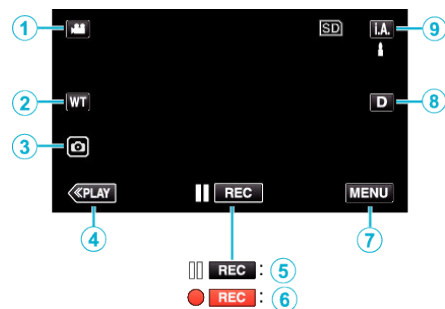 1 SD i.A. 9
2 WT D 8
3
«PLAY REC MENU
4 7
REC : 5
REC : 6